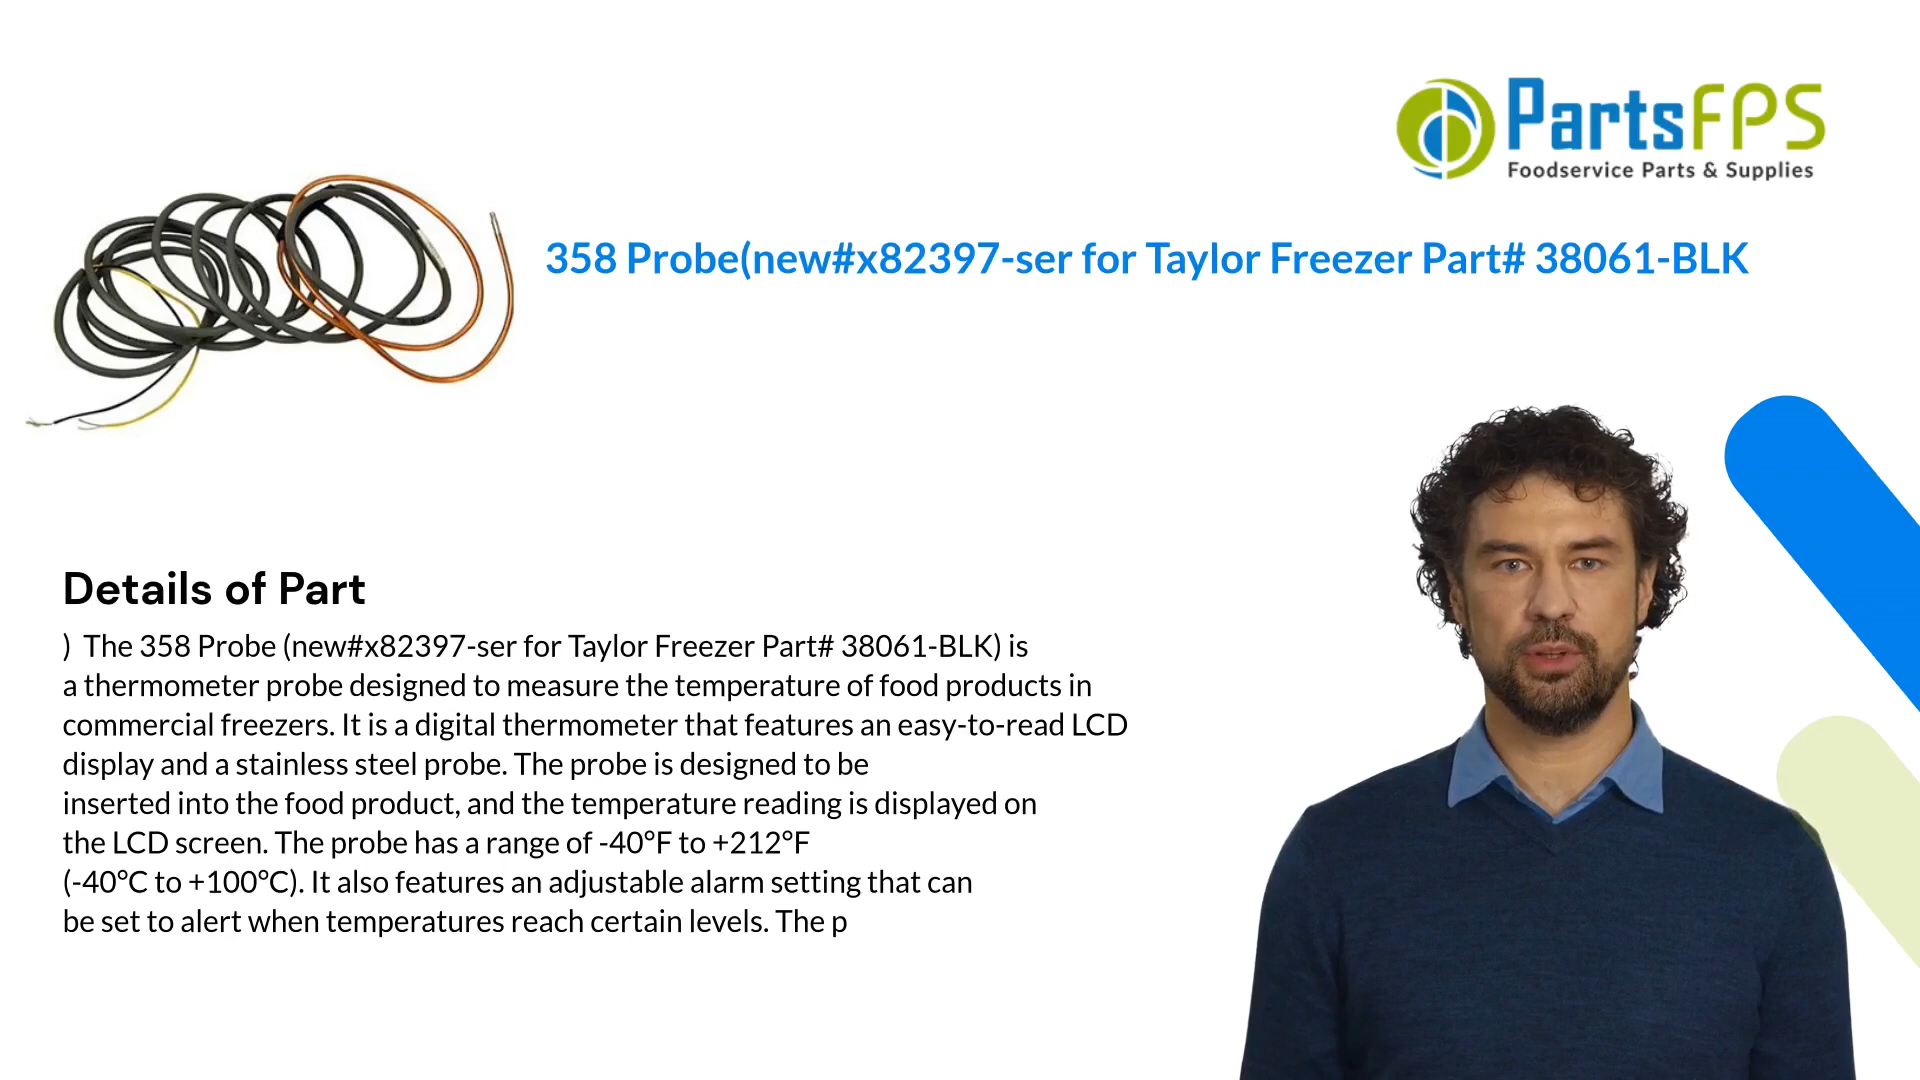 PartsFPS
Foodservice Parts & Supplies
358 Probe(new#x82397-ser for Taylor Freezer Part# 38061-BLK
Details of Part
)  The 358 Probe (new#x82397-ser for Taylor Freezer Part# 38061-BLK) is
a thermometer probe designed to measure the temperature of food products in
commercial freezers. It is a digital thermometer that features an easy-to-read LCD
display and a stainless steel probe. The probe is designed to be
inserted into the food product, and the temperature reading is displayed on
the LCD screen. The probe has a range of -40°F to +212°F
(-40°C to +100°C). It also features an adjustable alarm setting that can
be set to alert when temperatures reach certain levels. The p